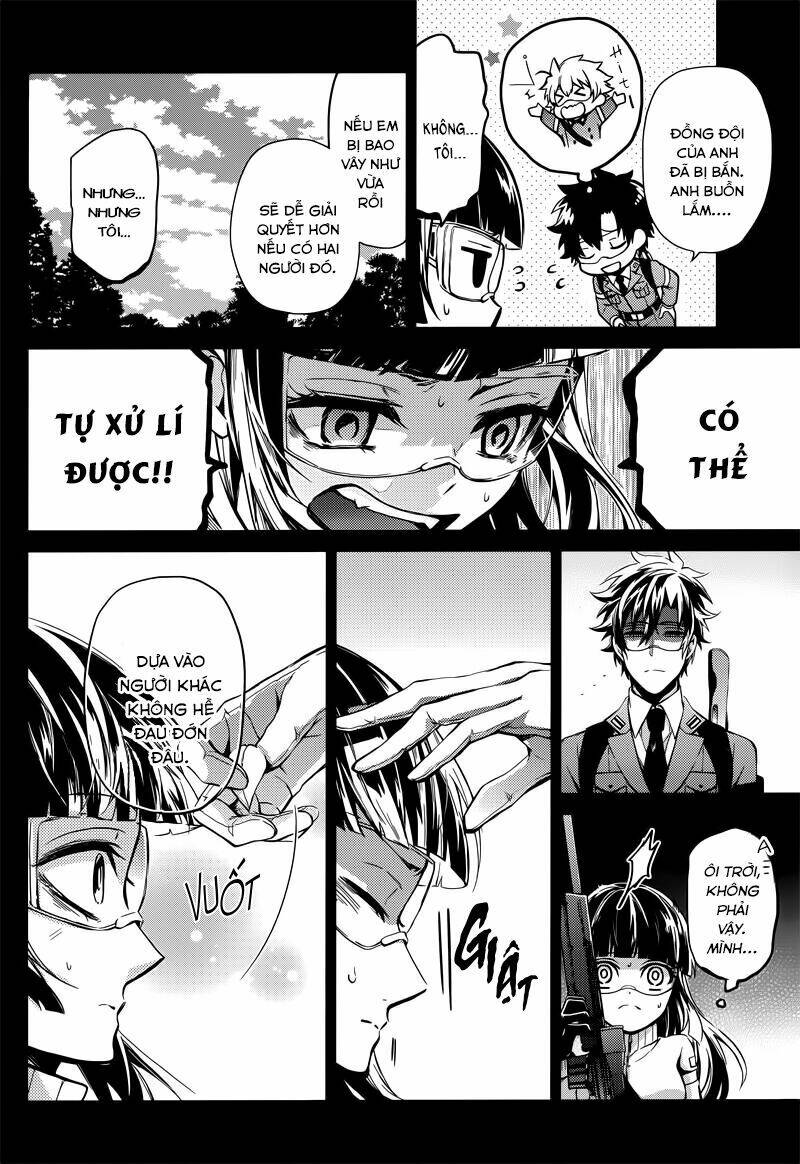 ĐỒNG ĐỘI
CỦA ANH
ĐÃ BỊ BẮN.
ANH BUỒN
LẮM....
Hit!
KHÔNG...
TÔI...
NẾU EM
BỊ BAO
VÂY NHƯ
VỪA
RỒI
SẼ DỄ GIẢI
QUYẾT HƠN
NẾU CÓ HAI
NGƯỜI ĐÓ.
NHƯNG...
NHƯNG
TÔI...
CÓ
THỂ
TỰ XỬ LÍ
ĐƯỢC!!
ÔI TRỜI,
KHÔNG
PHẢI
VẬY.
MÌNH...
GIẬT
DỰA VÀO
NGƯỜI KHÁC
KHÔNG HỀ
ĐAU ĐỚN
ĐÂU.
VUỐT